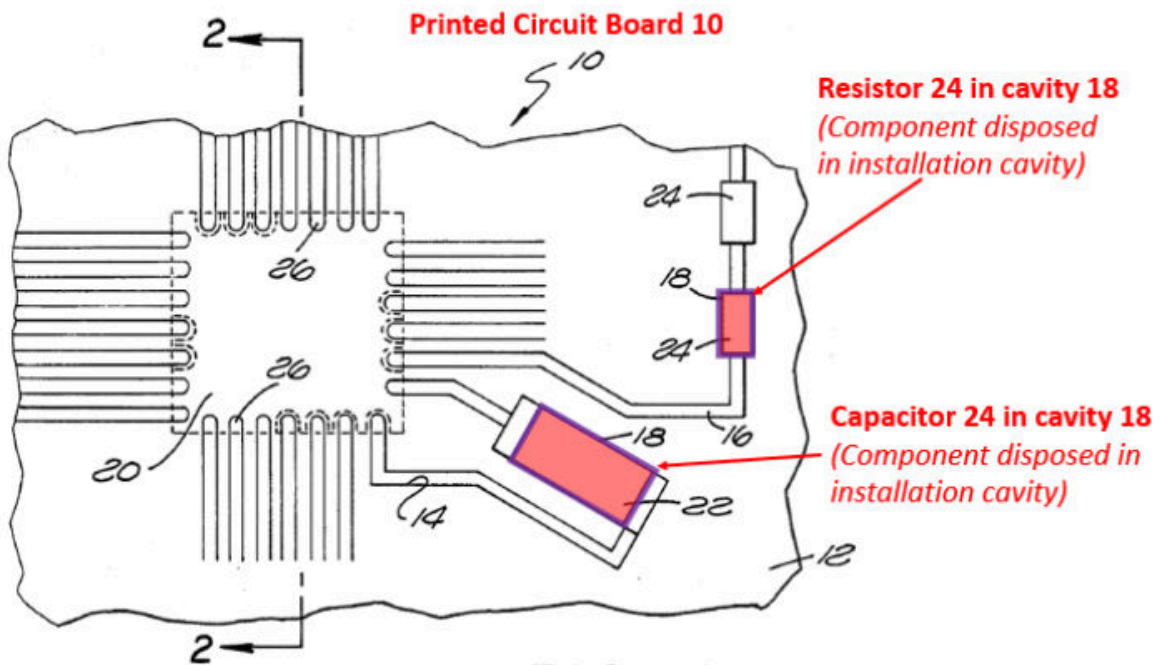 Printed Circuit Board 10
2
10
Resistor 24 in cavity 18
(Component disposed
in installation cavity)
24
26
18
24
26
16
Capacitor 24 in cavity 18
(Component disposed in
installation cavity)
18
20
22
14
12
2